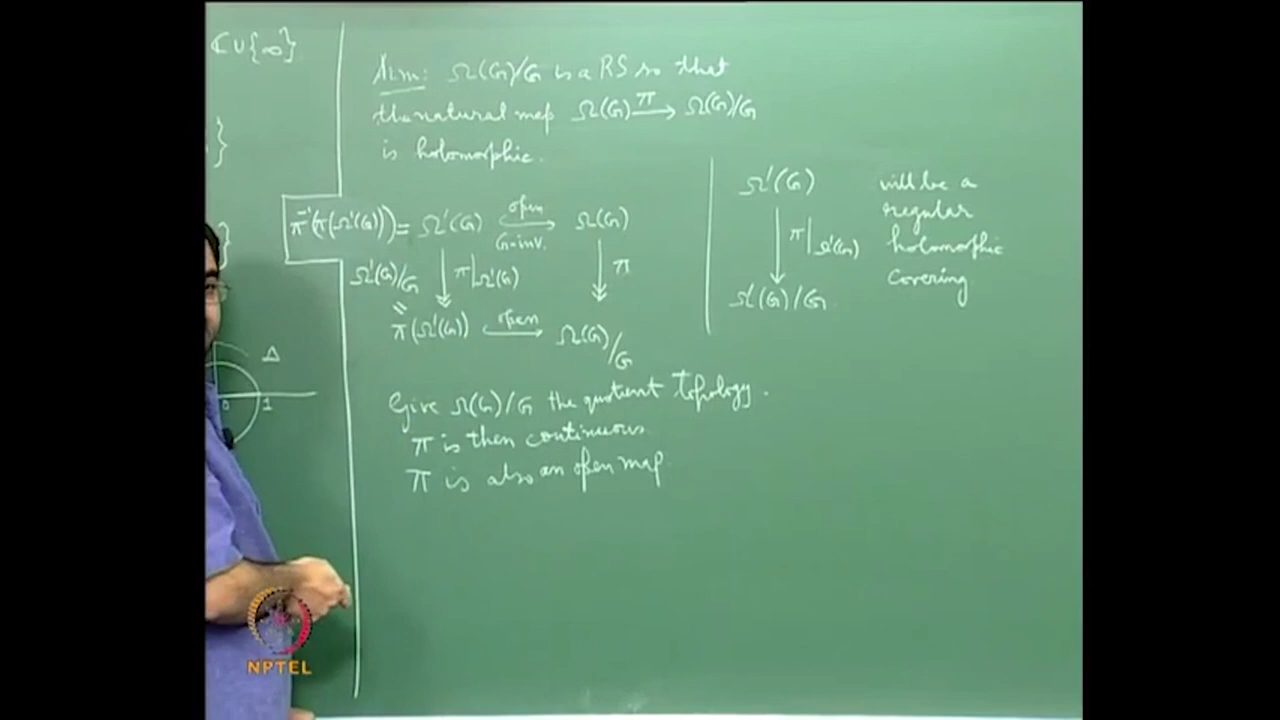 ℂ∪{∞}
}
}
Δ
0 1
Aim: Ω(G)/G is a RS so that
the natural map Ω(G) —π→ Ω(G)/G
is holomorphic.
π⁻¹(π(Ω'(G))) = Ω'(G) open G-inv. Ω(G)
Ω'(G)/G π|Ω'(G) π
=
π(Ω'(G)) open Ω(G)/G
Ω'(G) will be a
regular
π|Ω'(G) holomorphic
covering
Ω'(G)/G
Give Ω(G)/G the quotient topology.
π is then continuous.
π is also an open map.
NPTEL